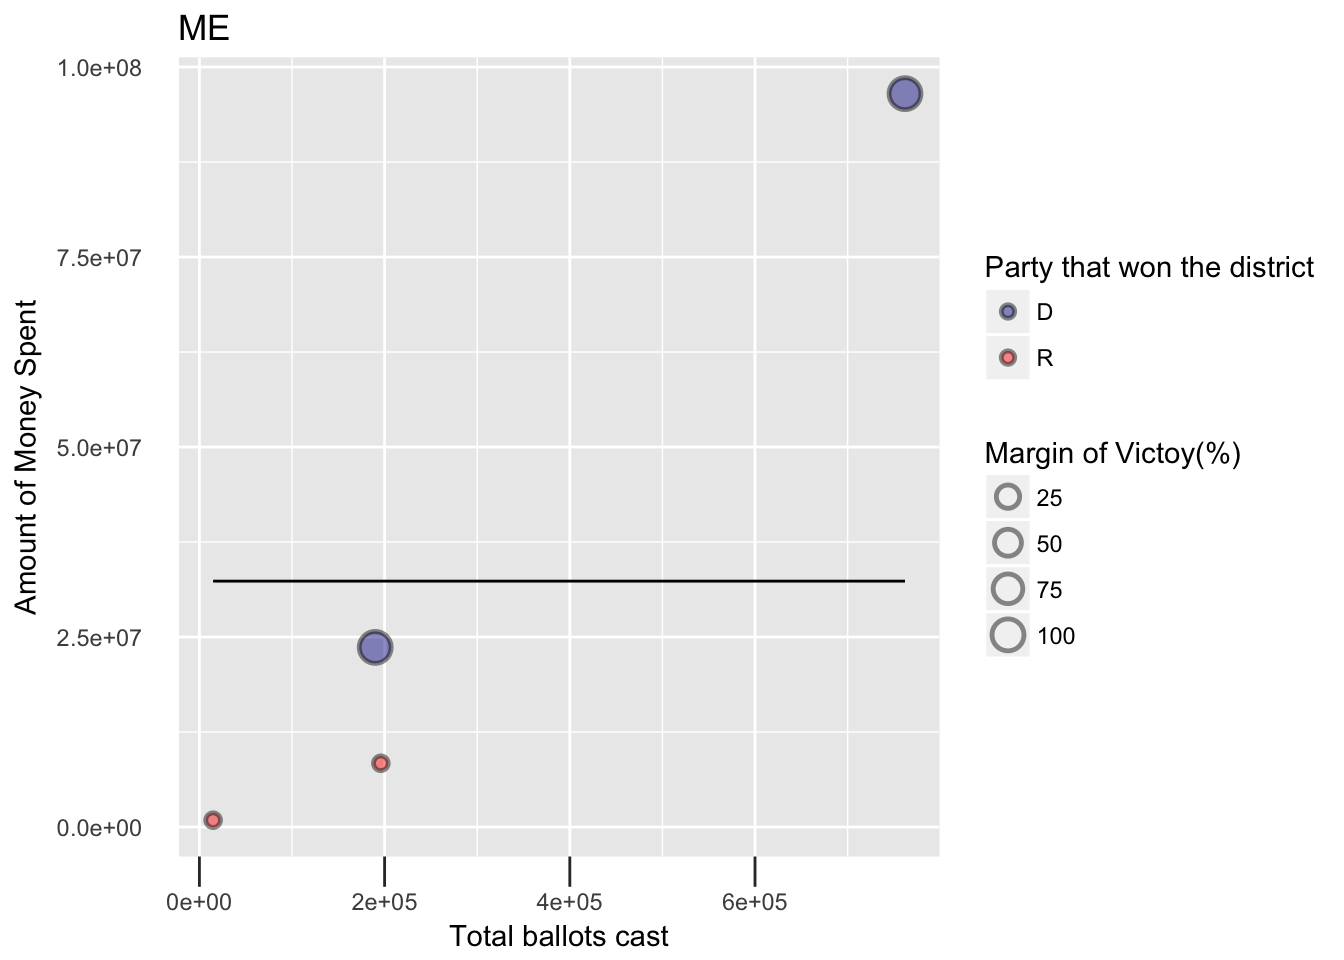 ME
1.0e+08
7.5e+07
5.0e+07
2.5e+07
0.0e+00
Amount of Money Spent
0e+00
2e+05
4e+05
6e+05
Total ballots cast
Party that won the district
D
R
Margin of Victoy(%)
25
50
75
100